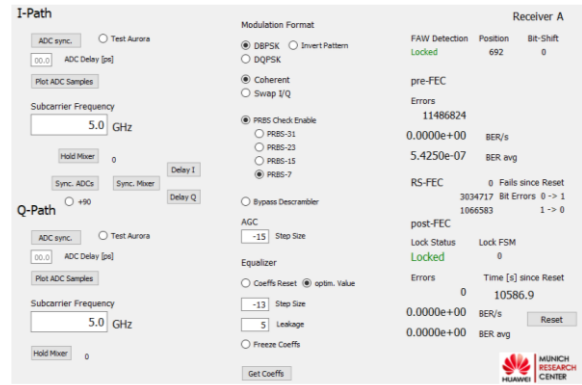 I-Path
ADC sync.
Test Aurora
00.0 ADC Delay [ps]
Plot ADC Samples
Subcarrier Frequency
5.0 GHz
Hold Mixer 0
Delay I
Sync. ADCs Sync. Mixer
+90
Delay Q
Q-Path
ADC sync.
Test Aurora
00.0 ADC Delay [ps]
Plot ADC Samples
Subcarrier Frequency
5.0 GHz
Hold Mixer 0
Modulation Format
DBPSK Invert Pattern
DQPSK
Coherent
Swap I/Q
PRBS Check Enable
PRBS-31
PRBS-23
PRBS-15
PRBS-7
Bypass Descrambler
AGC
-15 Step Size
Equalizer
Coeffs Reset optim. Value
-13 Step Size
5 Leakage
Freeze Coeffs
Get Coeffs
Receiver A
FAW Detection Position Bit-Shift
Locked 692 0
pre-FEC
Errors
11486824
0.0000e+00 BER/s
5.4250e-07 BER avg
RS-FEC 0 Fails since Reset
3034717 Bit Errors 0 -> 1
1066583 1 -> 0
post-FEC
Lock Status Lock FSM
Locked 0
Errors Time [s] since Reset
0 10586.9
0.0000e+00 BER/s
Reset
0.0000e+00 BER avg
HUAWEI
MUNICH
RESEARCH
CENTER